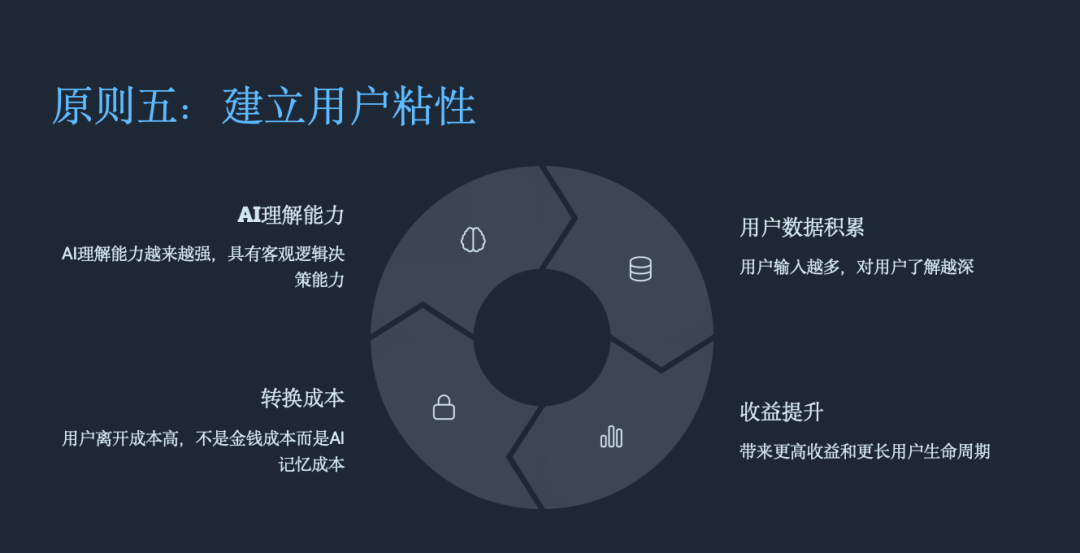 原则五：建立用户粘性
AI理解能力
AI理解能力越来越强，具有客观逻辑决
策能力
用户数据积累
用户输入越多，对用户了解越深
转换成本
用户离开成本高，不是金钱成本而是AI
记忆成本
收益提升
带来更高收益和更长用户生命周期